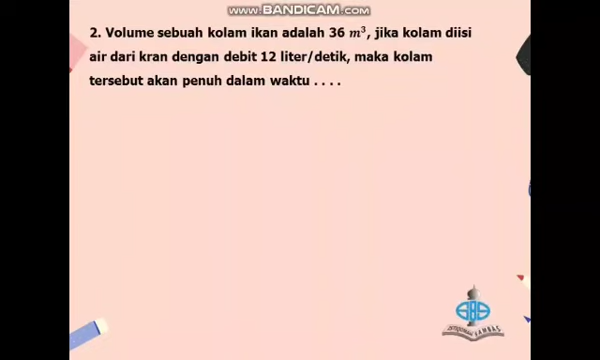 www.BANDICAM.com
2. Volume sebuah kolam ikan adalah 36 m³, jika kolam diisi
air dari kran dengan debit 12 liter/detik, maka kolam
tersebut akan penuh dalam waktu . . . .
SAMBAS